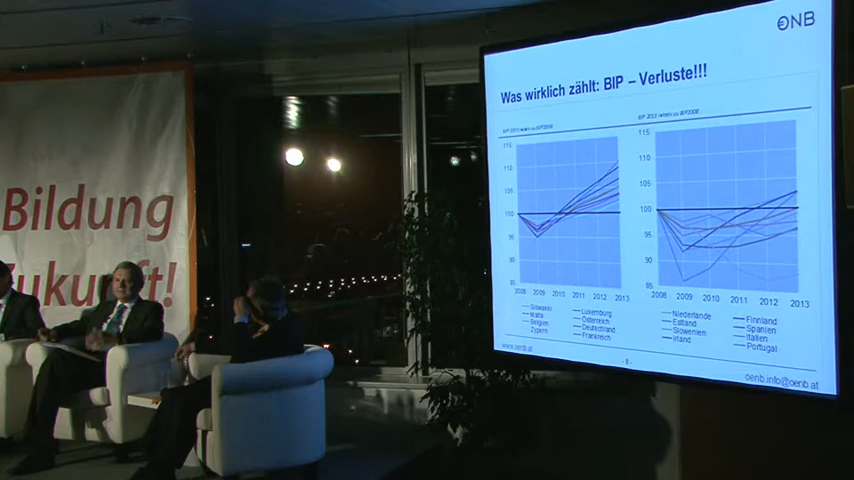 Bildung
Zukunft!
ONB
Was wirklich zählt: BIP – Verluste!!!
BIP 2013 relativ zu BIP2008
BIP 2013 relativ zu BIP2008
115
110
105
100
95
90
85
2008 2009 2010 2011 2012 2013
115
110
105
100
95
90
85
2008 2009 2010 2011 2012 2013
Slowakei
Malta
Belgien
Zypern
Luxemburg
Österreich
Deutschland
Frankreich
Niederlande
Estland
Slowenien
Irland
Finnland
Spanien
Italien
Portugal
www.oenb.at
- 8 -
oenb.info@oenb.at